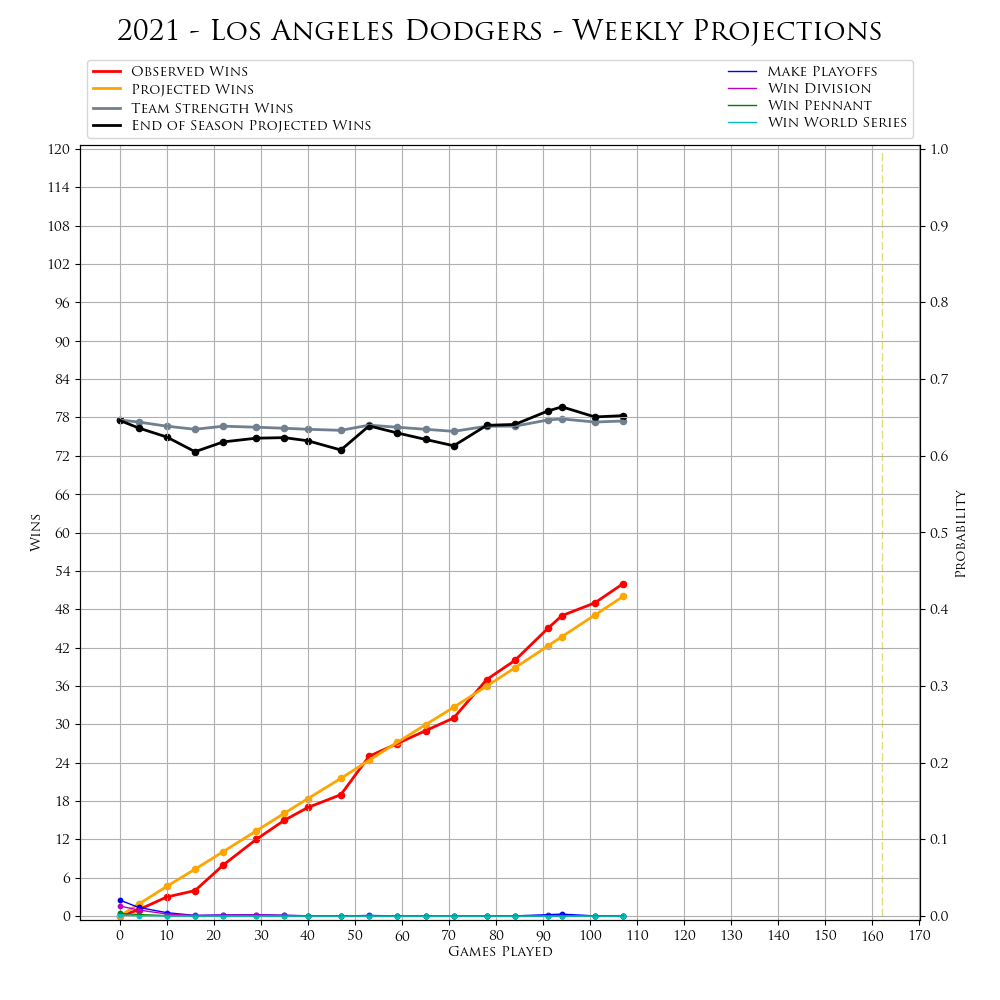 2021 - Los Angeles Dodgers - Weekly Projections
Observed Wins
Projected Wins
Team Strength Wins
End of Season Projected Wins
Make Playoffs
Win Division
Win Pennant
Win World Series
120
114
108
102
96
90
84
78
72
66
60
54
48
42
36
30
24
18
12
6
0
Wins
1.0
0.9
0.8
0.7
0.6
0.5
0.4
0.3
0.2
0.1
0.0
Probability
0 10 20 30 40 50 60 70 80 90 100 110 120 130 140 150 160 170
Games Played